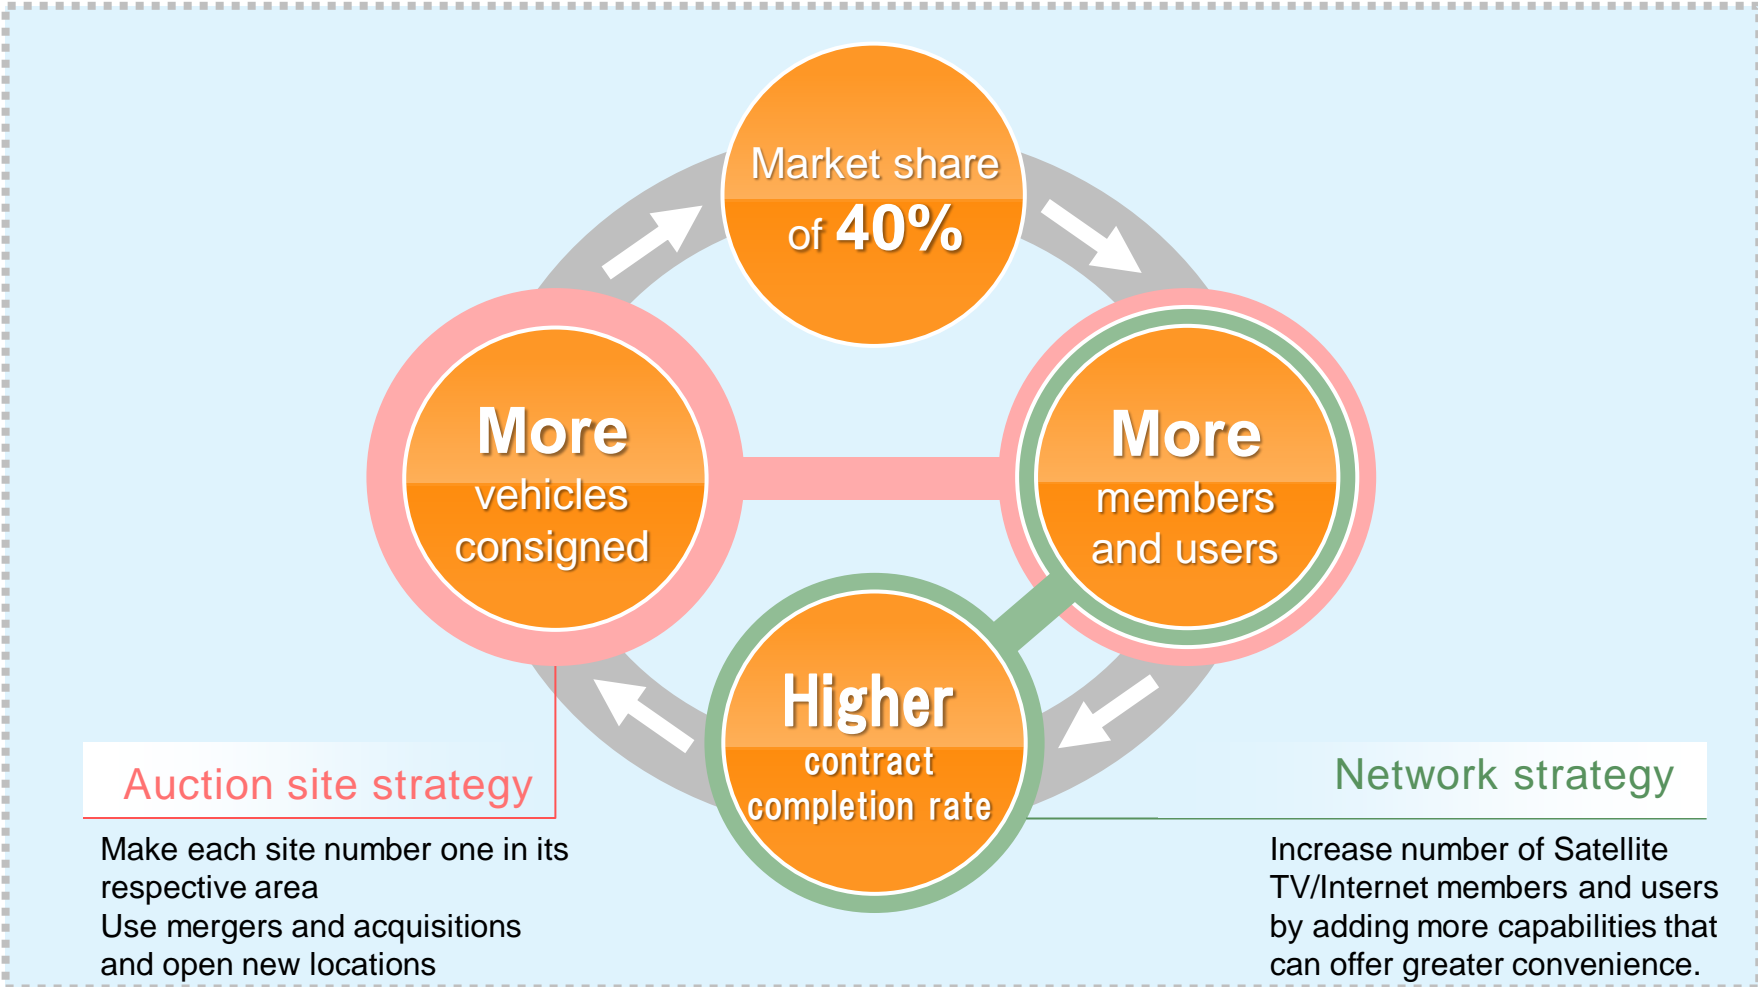 Market share
of 40%
More
vehicles
consigned
More
members
and users
Higher
contract
completion rate
Auction site strategy
Make each site number one in its
respective area
Use mergers and acquisitions
and open new locations
Network strategy
Increase number of Satellite
TV/Internet members and users
by adding more capabilities that
can offer greater convenience.